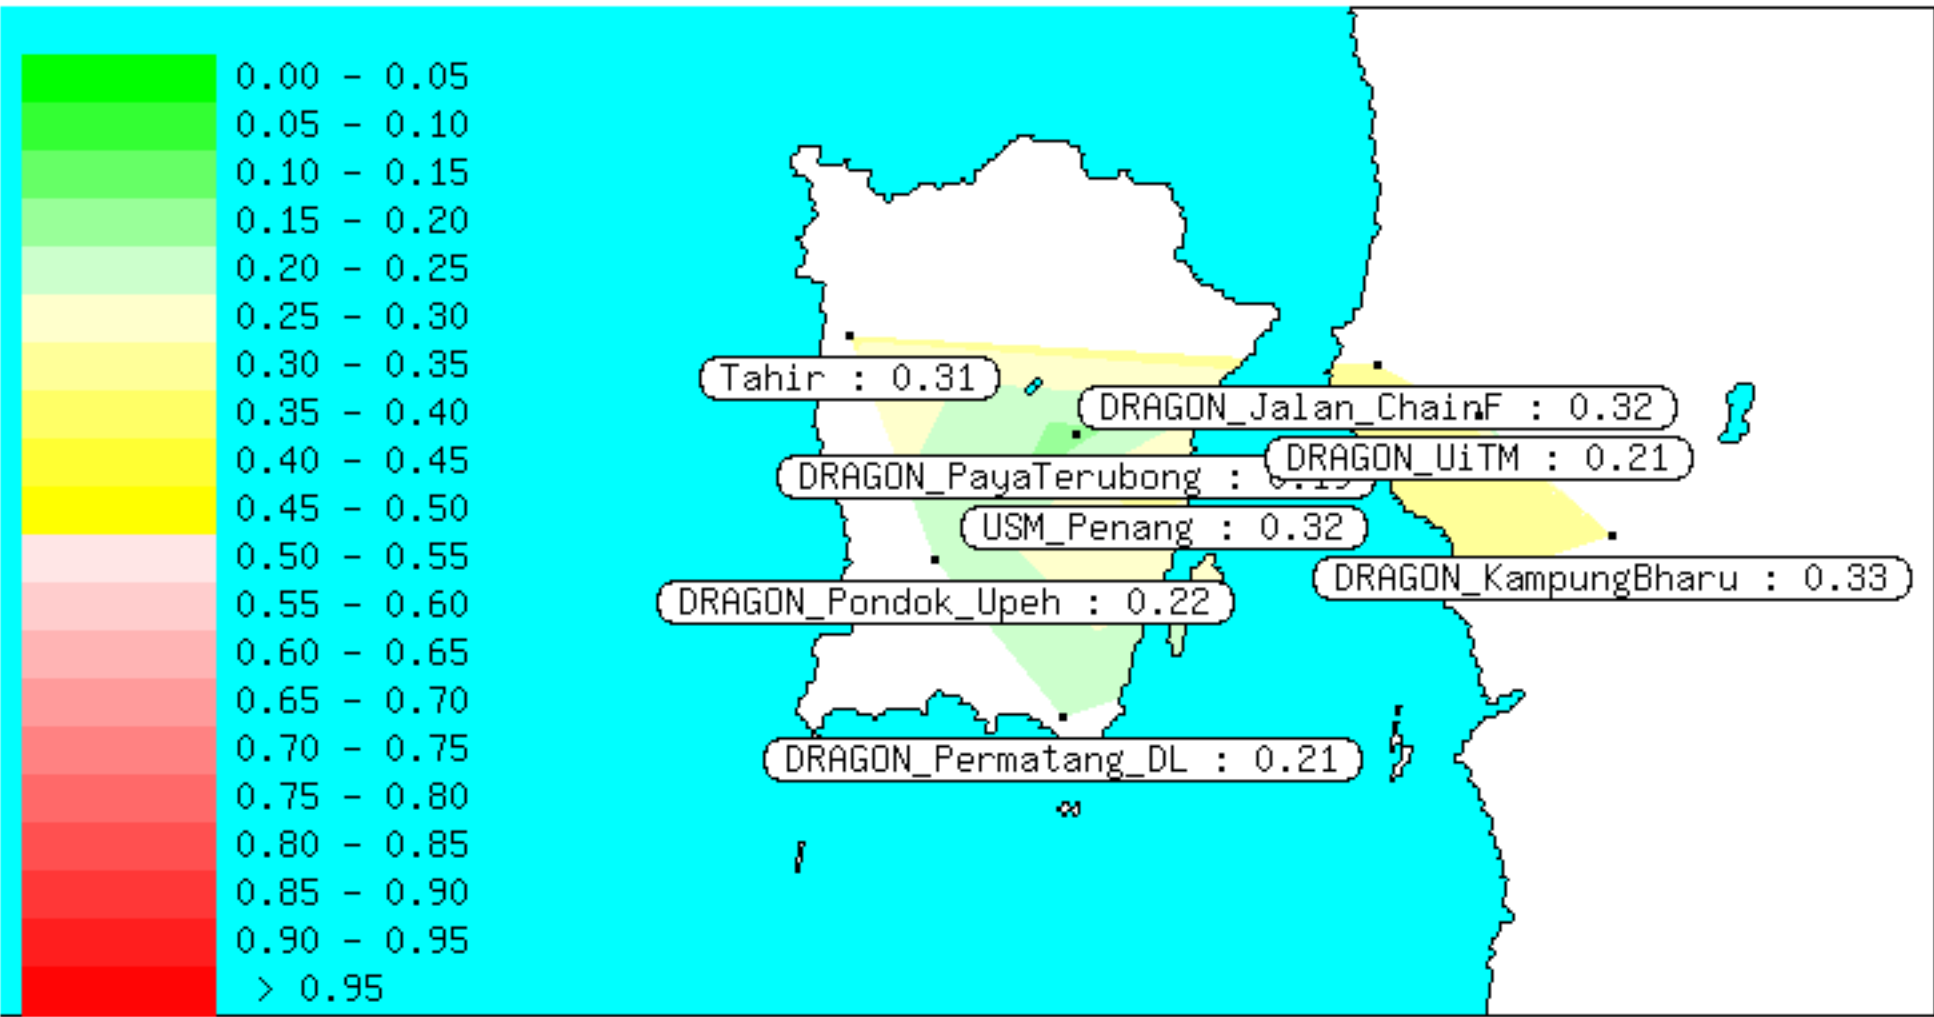 0.00 - 0.05
0.05 - 0.10
0.10 - 0.15
0.15 - 0.20
0.20 - 0.25
0.25 - 0.30
0.30 - 0.35
0.35 - 0.40
0.40 - 0.45
0.45 - 0.50
0.50 - 0.55
0.55 - 0.60
0.60 - 0.65
0.65 - 0.70
0.70 - 0.75
0.75 - 0.80
0.80 - 0.85
0.85 - 0.90
0.90 - 0.95
> 0.95
Tahir : 0.31
DRAGON_Jalan_ChainF : 0.32
DRAGON_UiTM : 0.21
DRAGON_PayaTerubong :
USM_Penang : 0.32
DRAGON_KampungBharu : 0.33
DRAGON_Pondok_Upeh : 0.22
DRAGON_Permatang_DL : 0.21